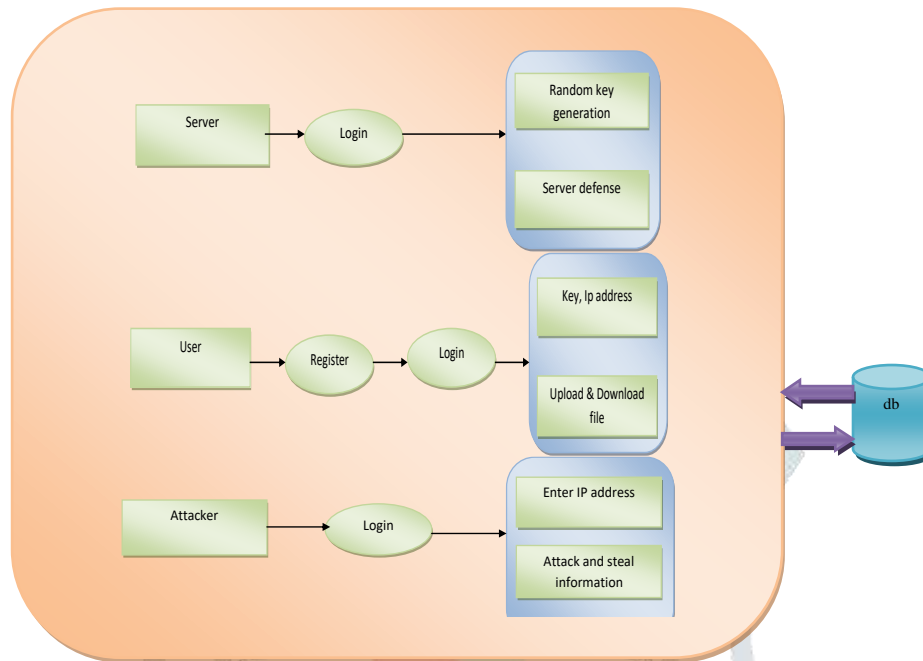 Server
Login
Random key
generation
Server defense
User
Register
Login
Key, Ip address
Upload & Download
file
db
Attacker
Login
Enter IP address
Attack and steal
information